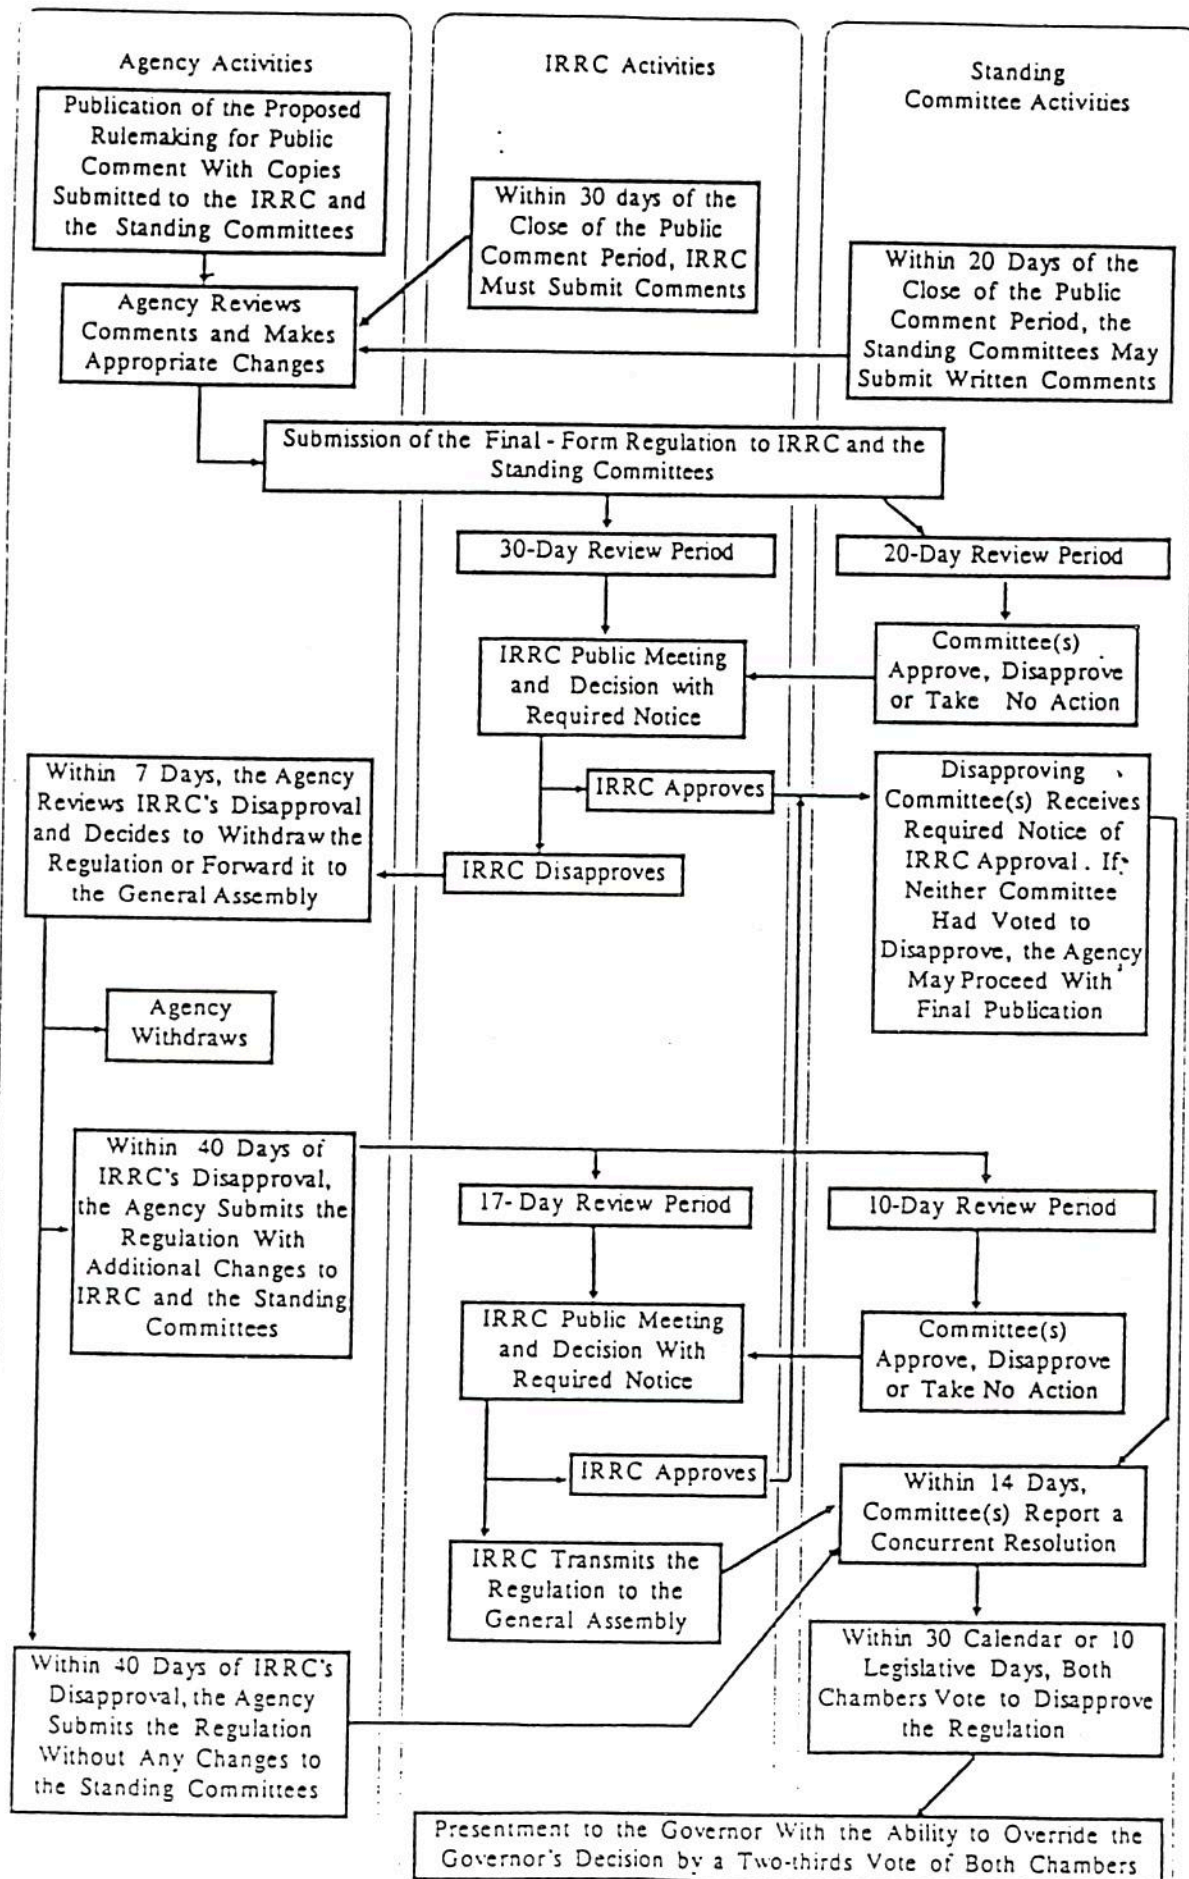 Agency Activities
IRRC Activities
Standing
Committee Activities
Publication of the Proposed
Rulemaking for Public
Comment With Copies
Submitted to the IRRC and
the Standing Committees
Within 30 days of the
Close of the Public
Comment Period, IRRC
Must Submit Comments
Within 20 Days of the
Close of the Public
Comment Period, the
Standing Committees May
Submit Written Comments
Agency Reviews
Comments and Makes
Appropriate Changes
Submission of the Final - Form Regulation to IRRC and the
Standing Committees
30-Day Review Period
20-Day Review Period
IRRC Public Meeting
and Decision with
Required Notice
Committee(s)
Approve, Disapprove
or Take No Action
Within 7 Days, the Agency
Reviews IRRC's Disapproval
and Decides to Withdraw the
Regulation or Forward it to
the General Assembly
IRRC Approves
IRRC Disapproves
Disapproving
Committee(s) Receives
Required Notice of
IRRC Approval. If
Neither Committee
Had Voted to
Disapprove, the Agency
May Proceed With
Final Publication
Agency
Withdraws
Within 40 Days of
IRRC's Disapproval,
the Agency Submits the
Regulation With
Additional Changes to
IRRC and the Standing
Committees
17-Day Review Period
10-Day Review Period
IRRC Public Meeting
and Decision With
Required Notice
Committee(s)
Approve, Disapprove
or Take No Action
IRRC Approves
IRRC Transmits the
Regulation to the
General Assembly
Within 14 Days,
Committee(s) Report a
Concurrent Resolution
Within 30 Calendar or 10
Legislative Days, Both
Chambers Vote to Disapprove
the Regulation
Within 40 Days of IRRC's
Disapproval, the Agency
Submits the Regulation
Without Any Changes to
the Standing Committees
Presentment to the Governor With the Ability to Override the
Governor's Decision by a Two-thirds Vote of Both Chambers